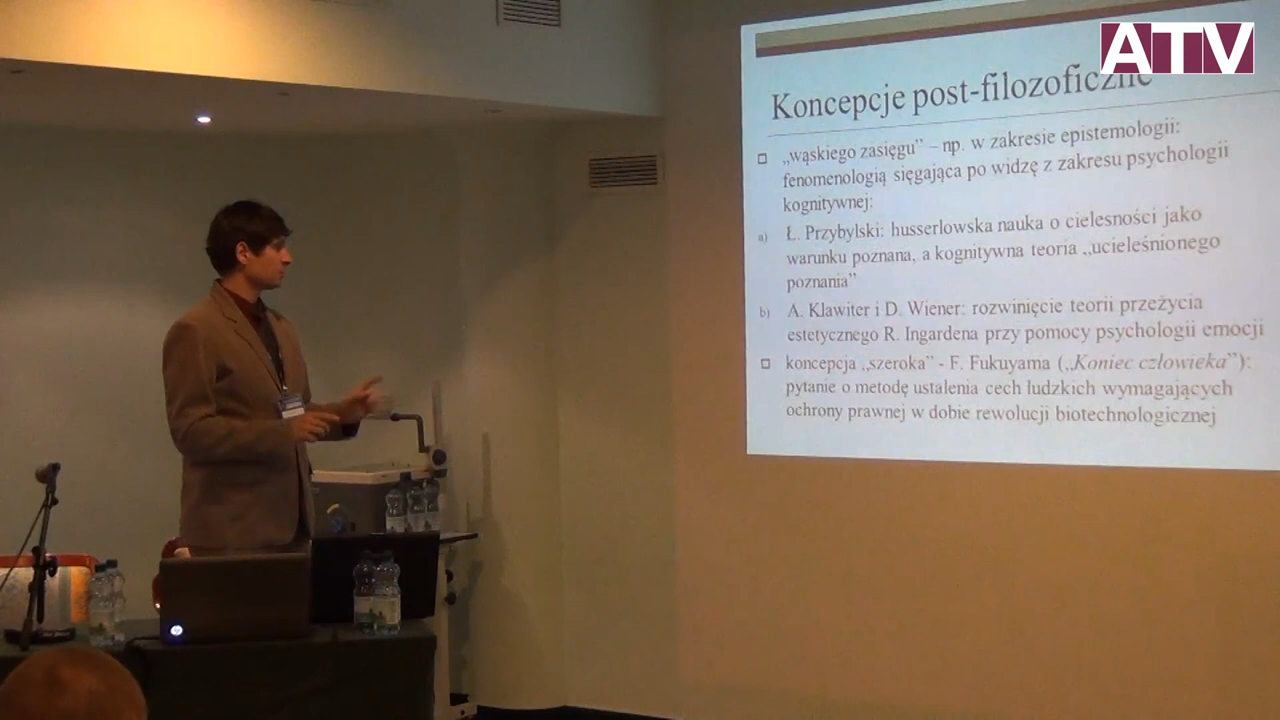 ATV
Koncepcje post-filozoficzne
„wąskiego zasięgu” – np. w zakresie epistemologii:
fenomenologią sięgająca po widzę z zakresu psychologii
kognitywnej:
a) Ł. Przybylski: husserlowska nauka o cielesności jako
warunku poznana, a kognitywna teoria „ucieleśnionego
poznania”
b) A. Klawiter i D. Wiener: rozwinięcie teorii przeżycia
estetycznego R. Ingardena przy pomocy psychologii emocji
koncepcja „szeroka” - F. Fukuyama („Koniec człowieka”):
pytanie o metodę ustalenia cech ludzkich wymagających
ochrony prawnej w dobie rewolucji biotechnologicznej
hp